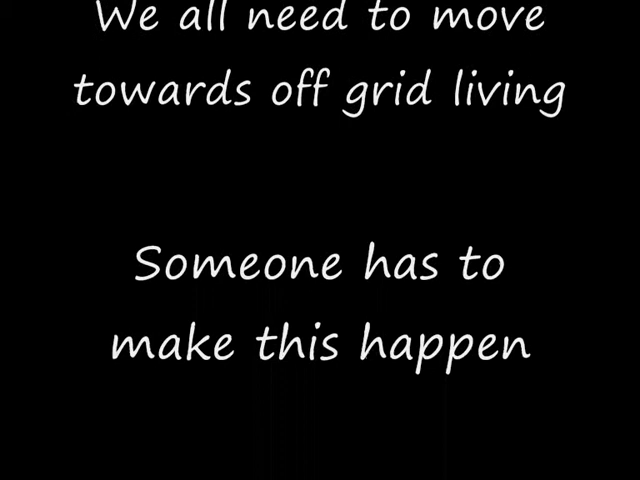 We all need to move
towards off grid living
Someone has to
make this happen